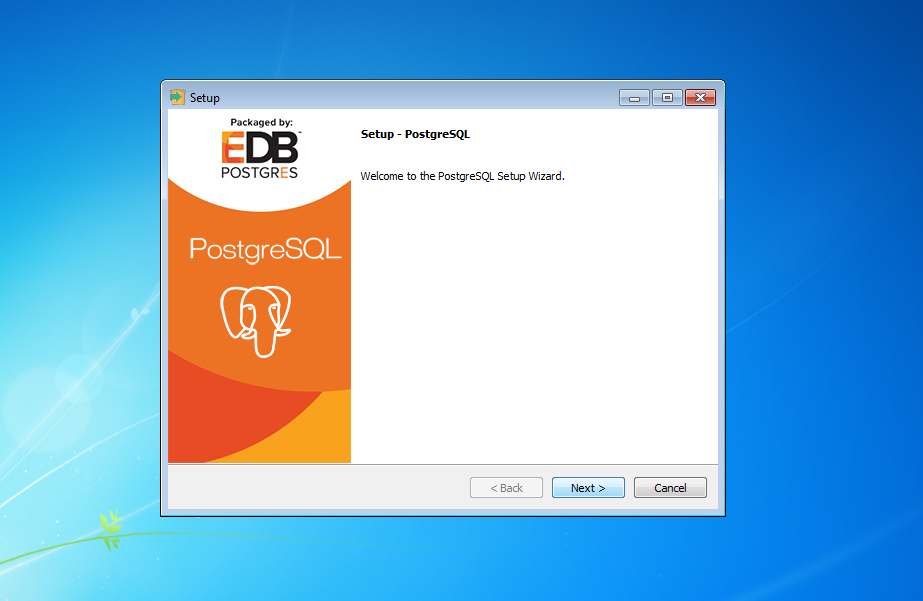 Setup
Packaged by:
EDB
POSTGRES
PostgreSQL
Setup - PostgreSQL
Welcome to the PostgreSQL Setup Wizard.
< Back
Next >
Cancel